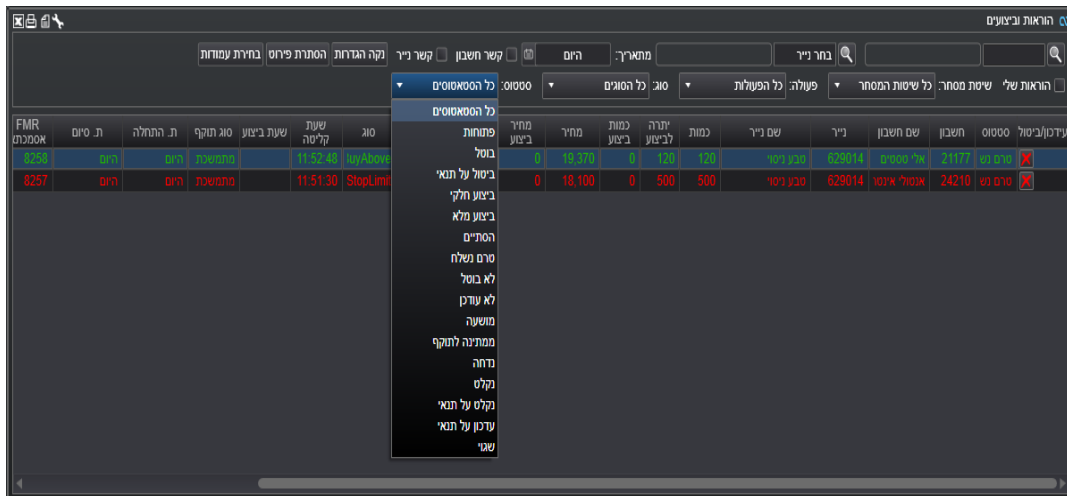 הוראות וביצועים
בחר נייר מתאריך: היום קשר חשבון קשר נייר נקה הגדרות הסתרת פירוט בחירת עמודות
הוראות שלי שיטת מסחר: כל שיטות המסחר פעולה: כל הפעולות סוג: כל הסוגים סטטוס: כל הסטאטוסים
עידכון/ביטול סטטוס חשבון שם חשבון נייר שם נייר כמות יתרה לביצוע כמות ביצוע מחיר מחיר ביצוע סוג שעת קליטה שעת ביצוע סוג תוקף ת. התחלה ת. סיום FMR אסמכת
טרם נש 21177 אלי טסטים 629014 טבע ניסוי 120 120 0 19,370 0 11:52:48 מתמשכת היום היום 8258
טרם נש 24210 אנטולי אינטו 629014 טבע ניסוי 500 500 0 18,100 0 StopLimit 11:51:30 מתמשכת היום היום 8257
כל הסטאטוסים
פתוחות
בוטל
ביטול על תנאי
ביצוע חלקי
ביצוע מלא
הסתיים
טרם נשלח
לא בוטל
לא עודכן
מושעה
ממתינה לתוקף
נדחה
נקלט
נקלט על תנאי
עדכון על תנאי
שגוי